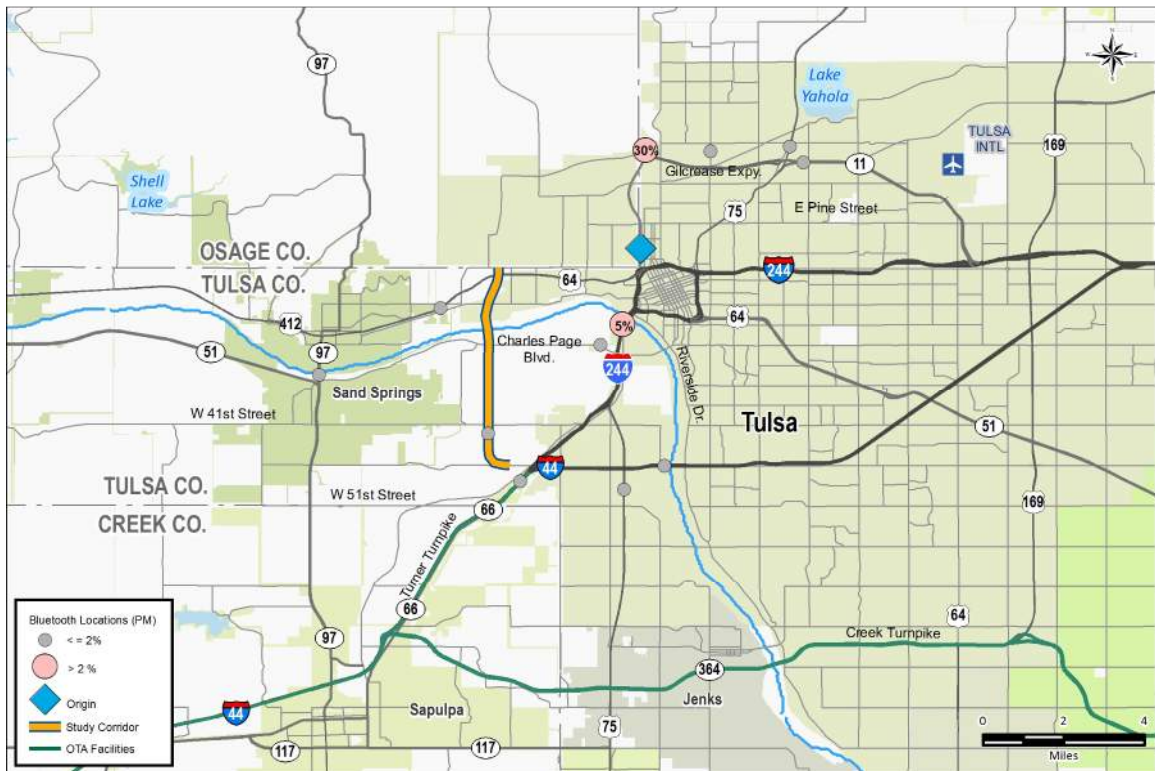 97
Lake
Yahola
TULSA
INTL
169
30%
Gilcrease Expy.
11
Shell
Lake
75
E Pine Street
OSAGE CO.
TULSA CO.
64
244
412
5%
64
51
97
Charles Page
Blvd.
244
Riverside Dr.
Sand Springs
W 41st Street
Tulsa
51
44
TULSA CO.
CREEK CO.
W 51st Street
66
169
Turner Turnpike
66
64
Creek Turnpike
97
364
Jenks
Sapulpa
44
75
117
117
Bluetooth Locations (PM)
< = 2%
> 2 %
Origin
Study Corridor
OTA Facilities
0 2 4
Miles